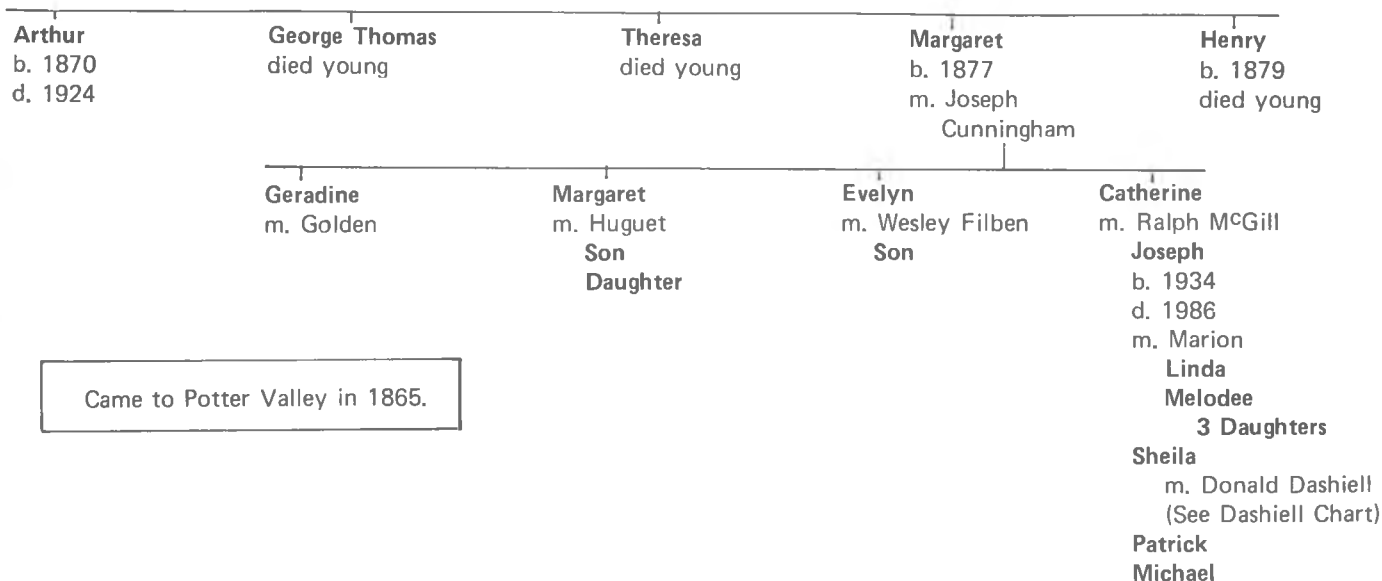 Arthur
b. 1870
d. 1924
George Thomas
died young
Theresa
died young
Margaret
b. 1877
m. Joseph
Cunningham
Henry
b. 1879
died young
Geradine
m. Golden
Margaret
m. Huguet
Son
Daughter
Evelyn
m. Wesley Filben
Son
Catherine
m. Ralph McGill
Joseph
b. 1934
d. 1986
m. Marion
Linda
Melodee
3 Daughters
Sheila
m. Donald Dashiell
(See Dashiell Chart)
Patrick
Michael
Came to Potter Valley in 1865.